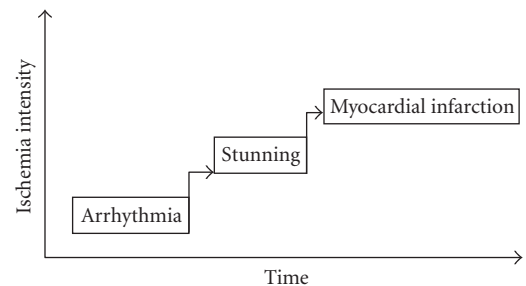 Ischemia intensity
Myocardial infarction
Stunning
Arrhythmia
Time